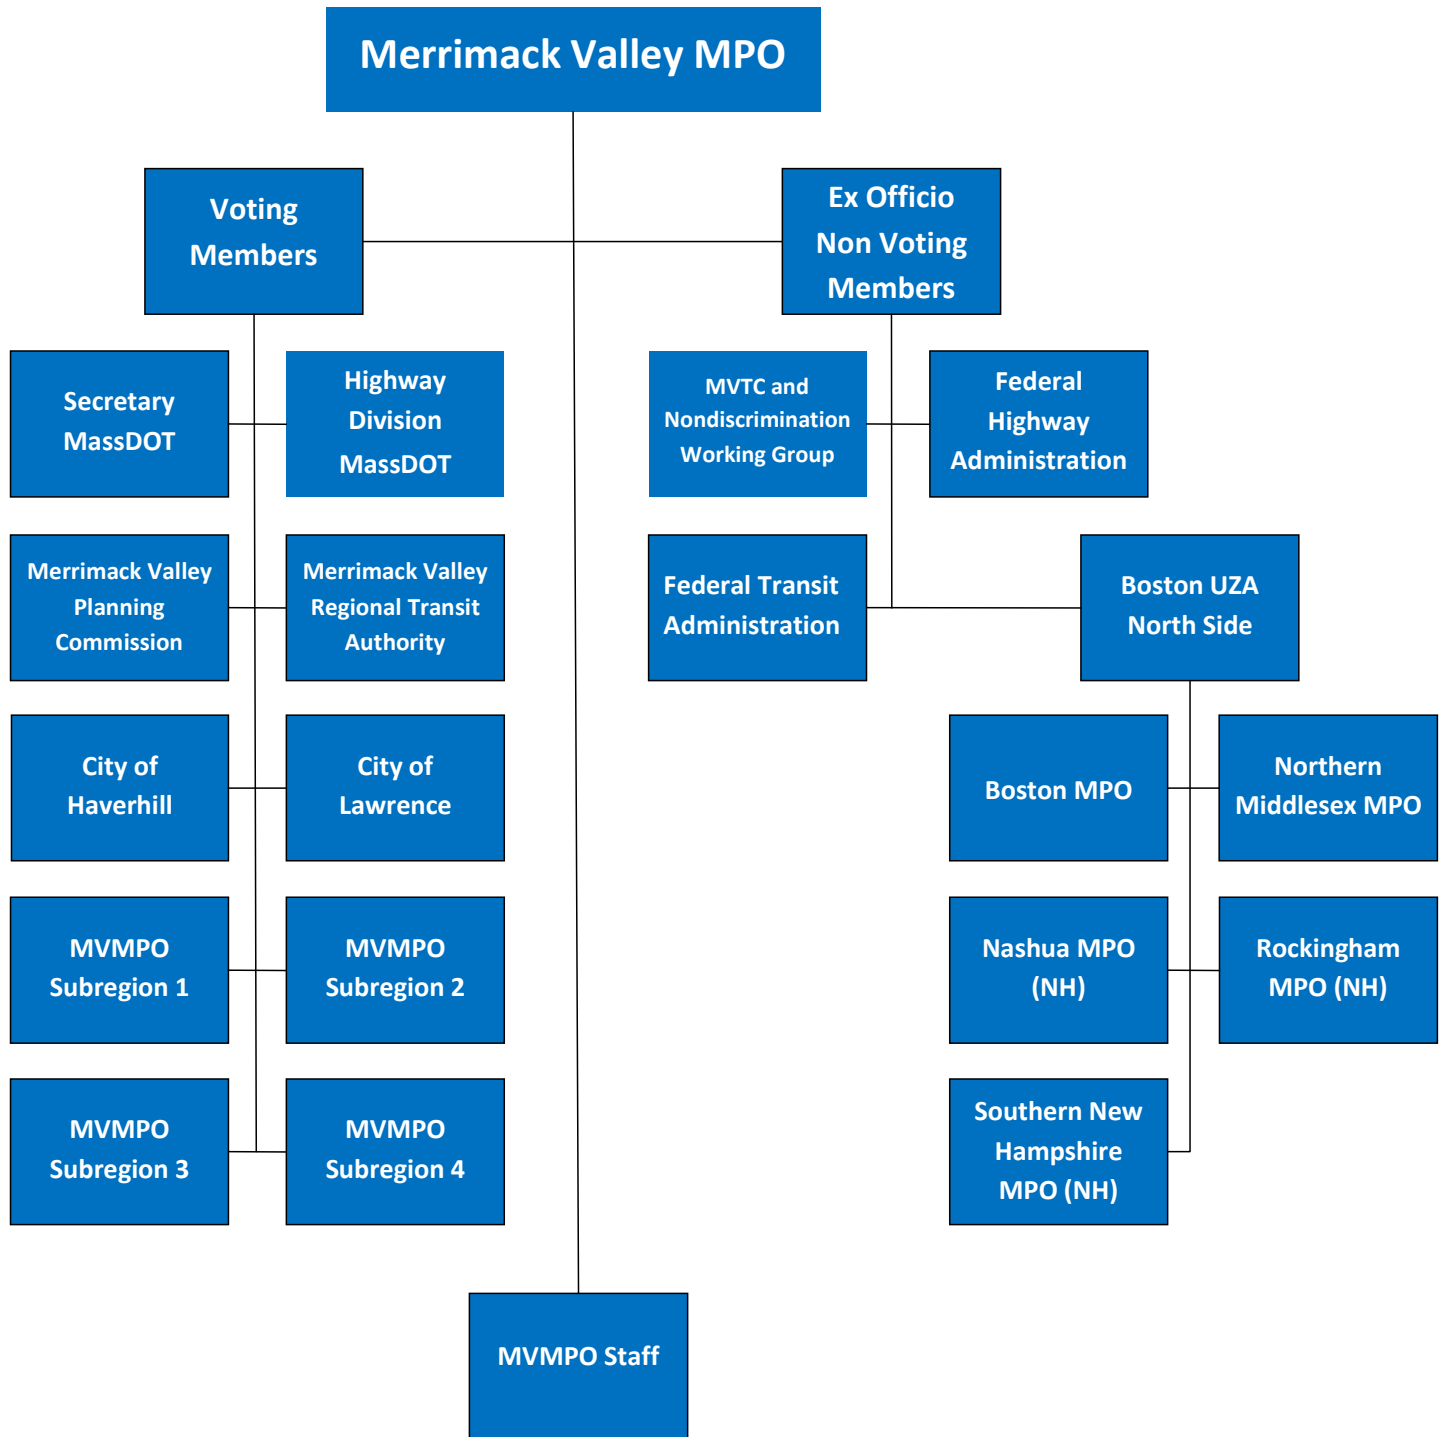 Merrimack Valley MPO
Voting
Members
Ex Officio
Non Voting
Members
Secretary
MassDOT
Highway
Division
MassDOT
MVTC and
Nondiscrimination
Working Group
Federal
Highway
Administration
Merrimack Valley
Planning
Commission
Merrimack Valley
Regional Transit
Authority
Federal Transit
Administration
Boston UZA
North Side
City of
Haverhill
City of
Lawrence
Boston MPO
Northern
Middlesex MPO
MVMPO
Subregion 1
MVMPO
Subregion 2
Nashua MPO
(NH)
Rockingham
MPO (NH)
MVMPO
Subregion 3
MVMPO
Subregion 4
Southern New
Hampshire
MPO (NH)
MVMPO Staff